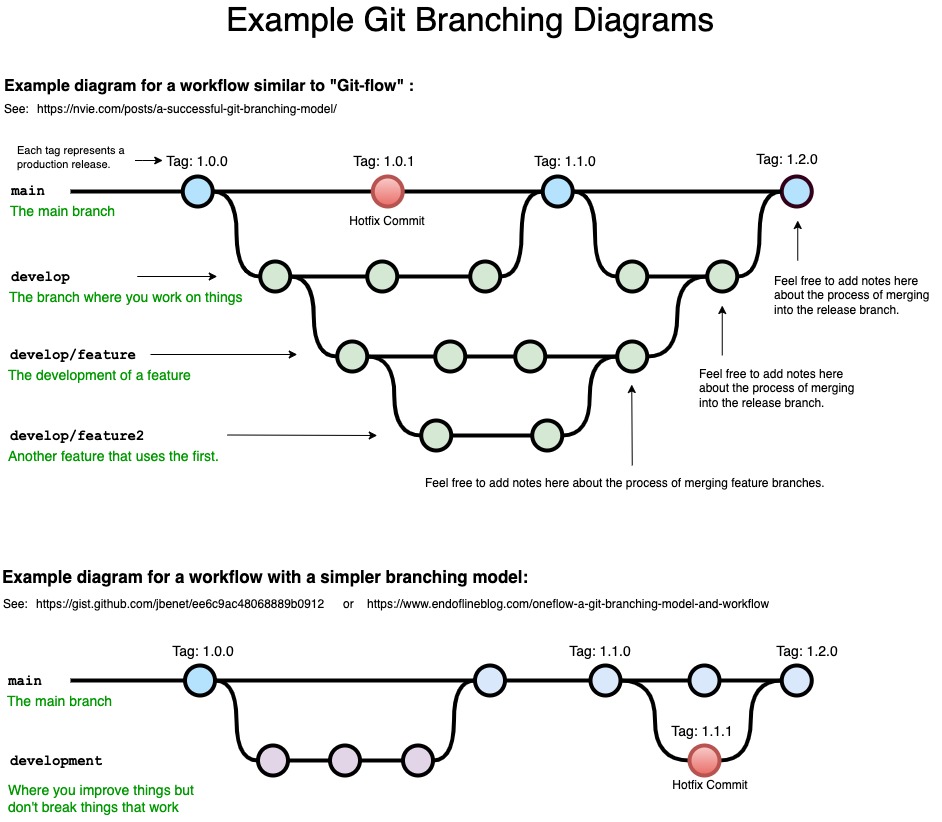 Example Git Branching Diagrams
Example diagram for a workflow similar to "Git-flow" :
See: https://nvie.com/posts/a-successful-git-branching-model/
Each tag represents a
production release.
Tag: 1.0.0
Tag: 1.0.1
Tag: 1.1.0
Tag: 1.2.0
main
The main branch
Hotfix Commit
develop
The branch where you work on things
Feel free to add notes here
about the process of merging
into the release branch.
develop/feature
The development of a feature
Feel free to add notes here
about the process of merging
into the release branch.
develop/feature2
Another feature that uses the first.
Feel free to add notes here about the process of merging feature branches.
Example diagram for a workflow with a simpler branching model:
See: https://gist.github.com/jbenet/ee6c9ac48068889b0912 or https://www.endoflineblog.com/oneflow-a-git-branching-model-and-workflow
Tag: 1.0.0
Tag: 1.1.0
Tag: 1.2.0
main
The main branch
Tag: 1.1.1
Hotfix Commit
development
Where you improve things but
don't break things that work